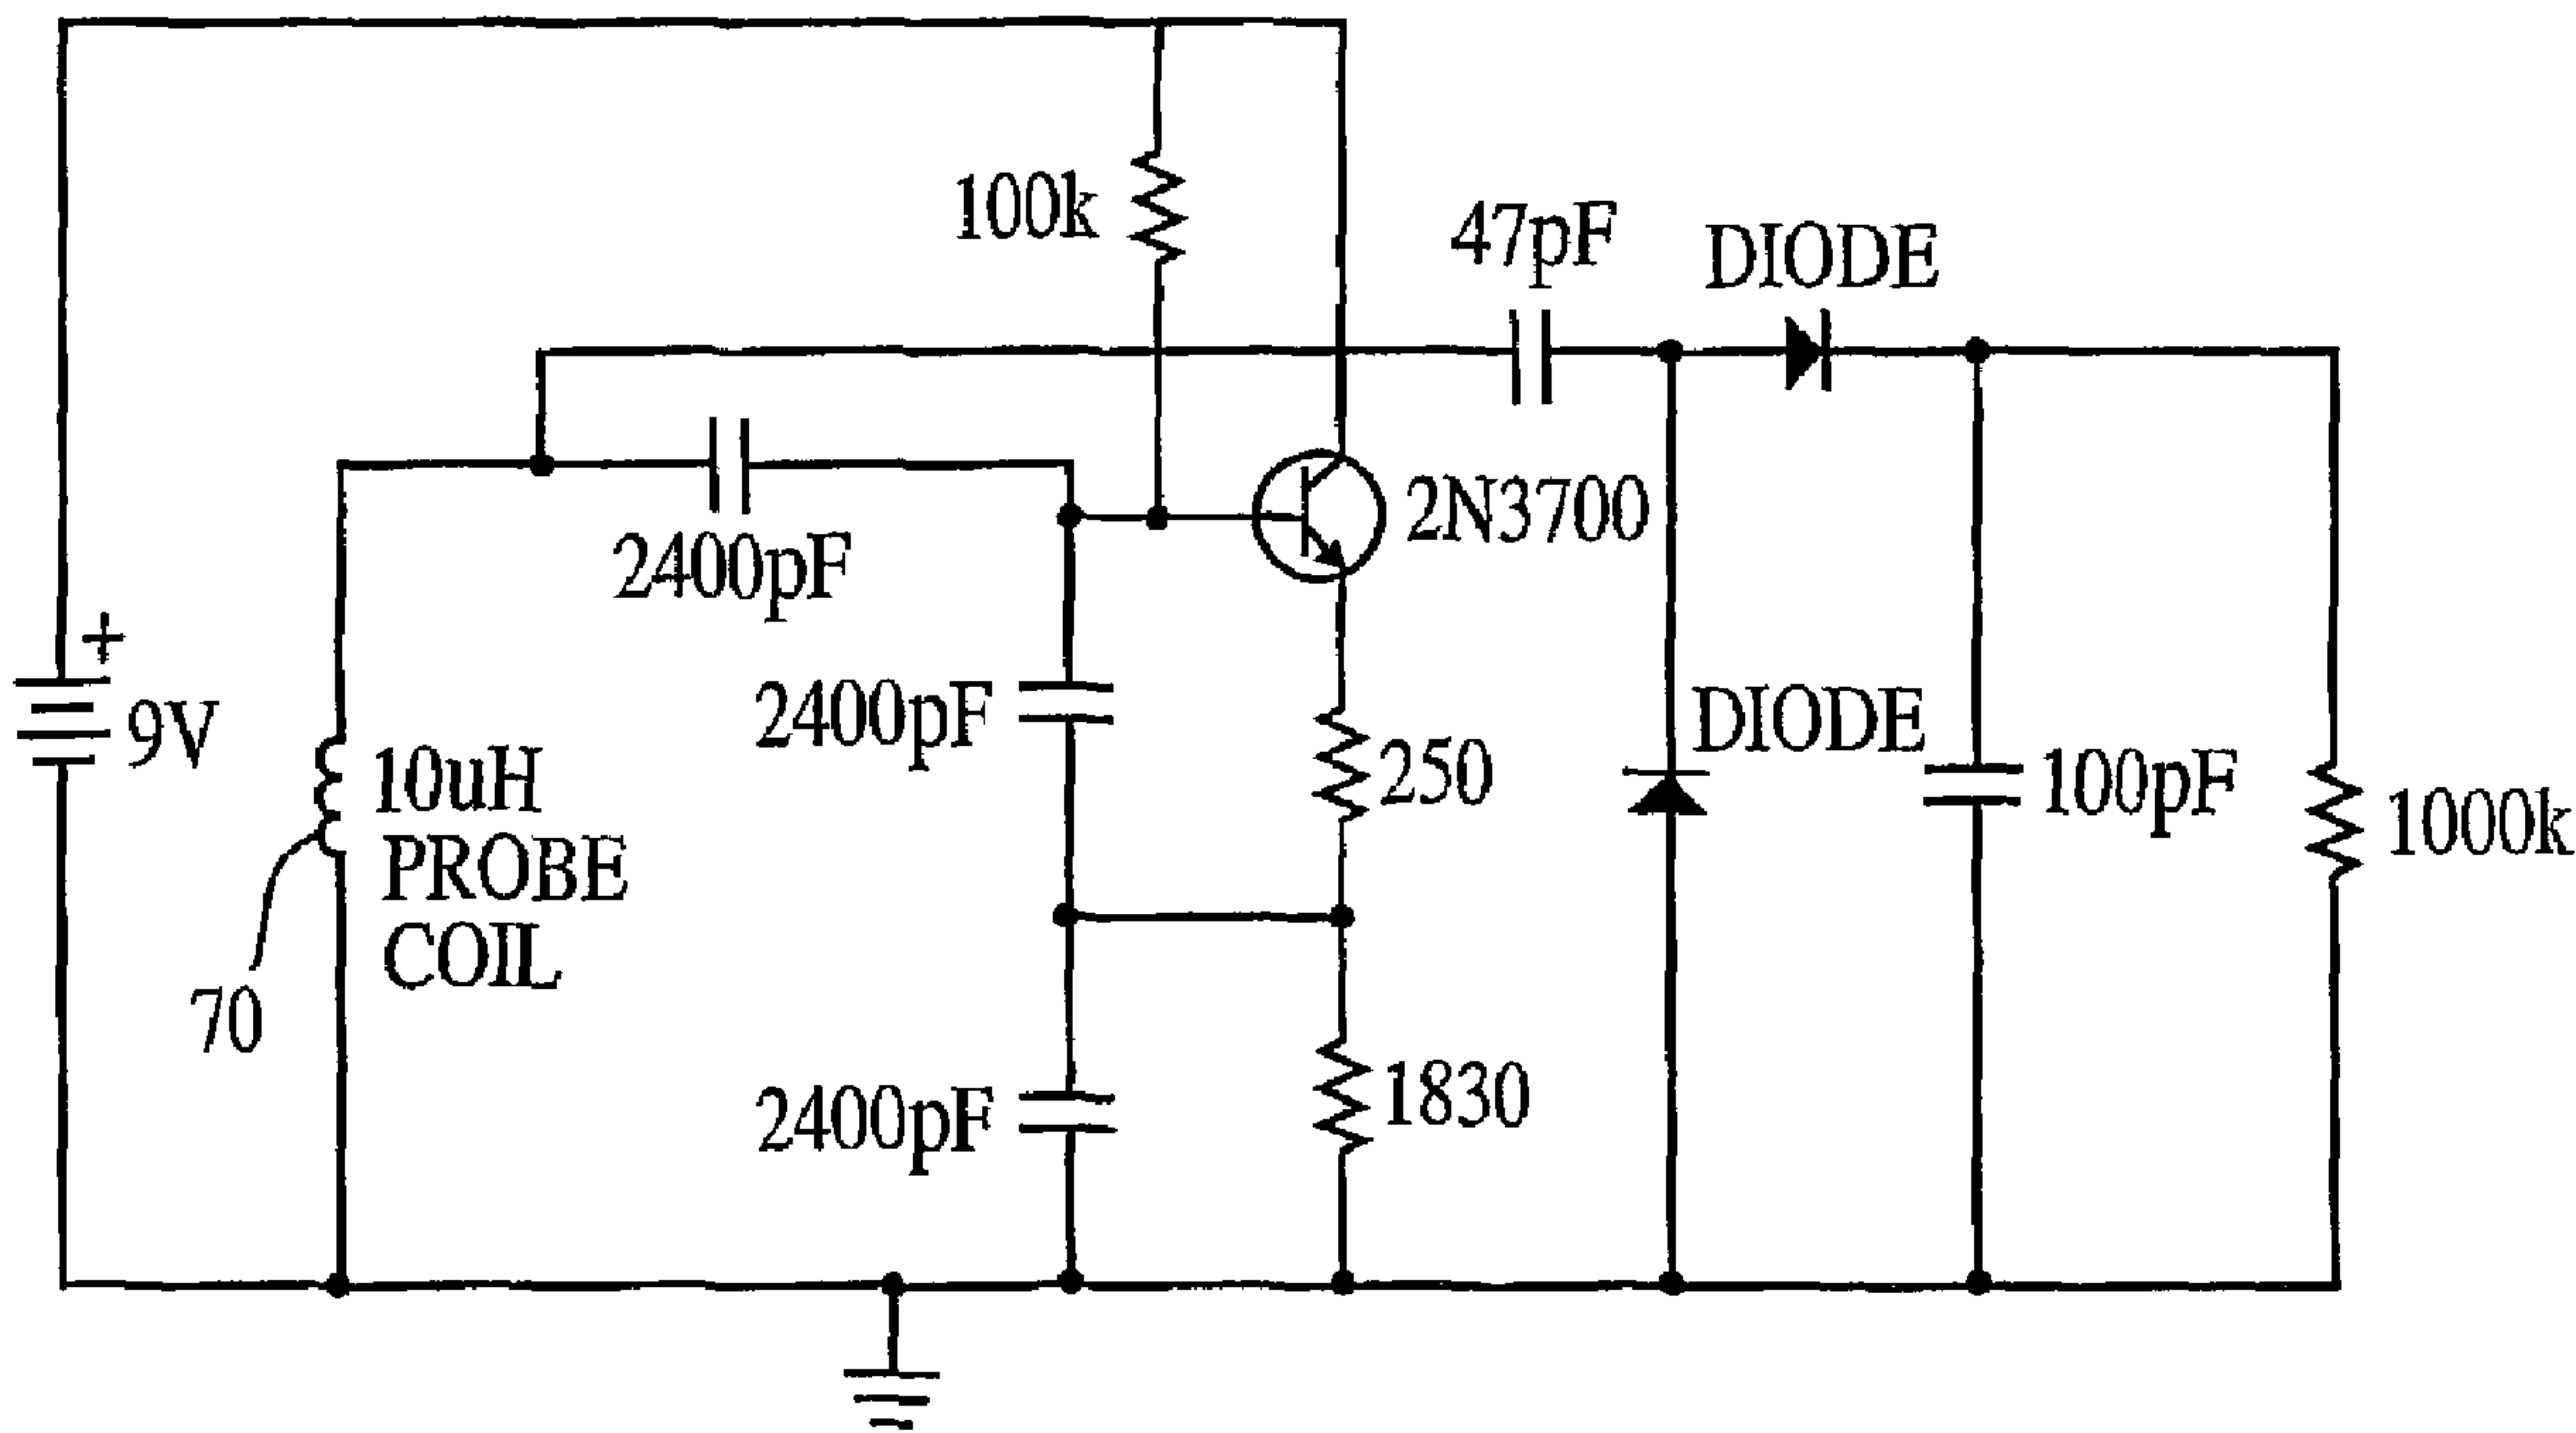 100k
47pF
DIODE
2400pF
2N3700
+
9V
10uH
PROBE
COIL
70
2400pF
250
DIODE
100pF
1000k
2400pF
1830